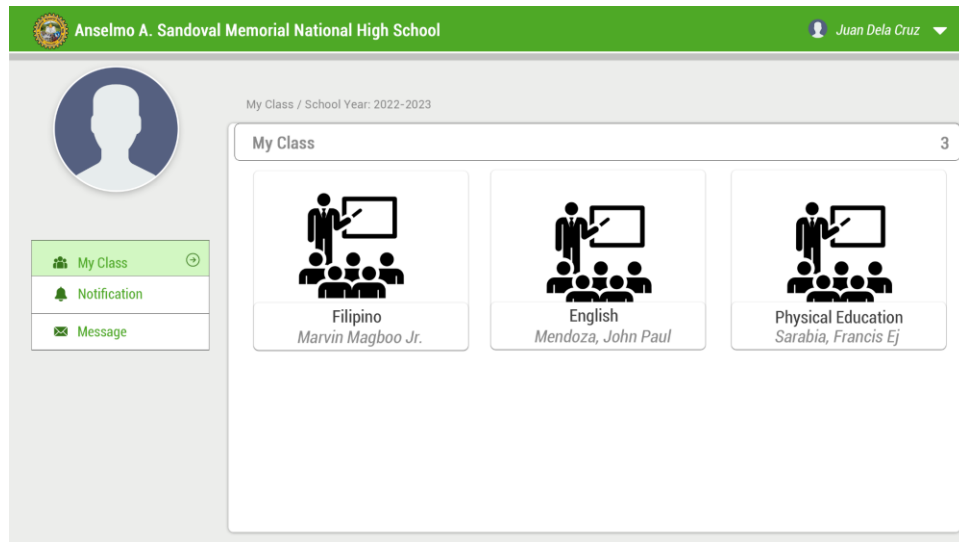 Anselmo A. Sandoval Memorial National High School
Juan Dela Cruz
My Class / School Year: 2022-2023
My Class
3
My Class
Notification
Message
Filipino
Marvin Magboo Jr.
English
Mendoza, John Paul
Physical Education
Sarabia, Francis Ej